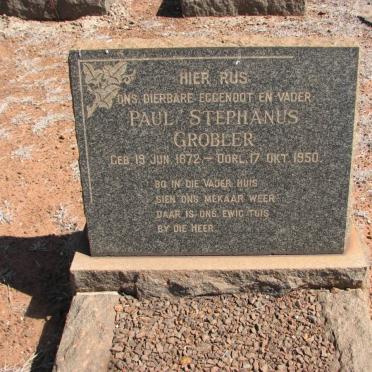 HIER RUS
ONS DIERBARE EGGENOOT EN VADER
PAUL STEPHANUS
GROBLER
GEB. 19 JUN. 1872 – OORL. 17 OKT. 1950.
BO IN DIE VADER HUIS
SIEN ONS MEKAAR WEER
DAAR IS ONS EWIG TUIS
BY DIE HEER.